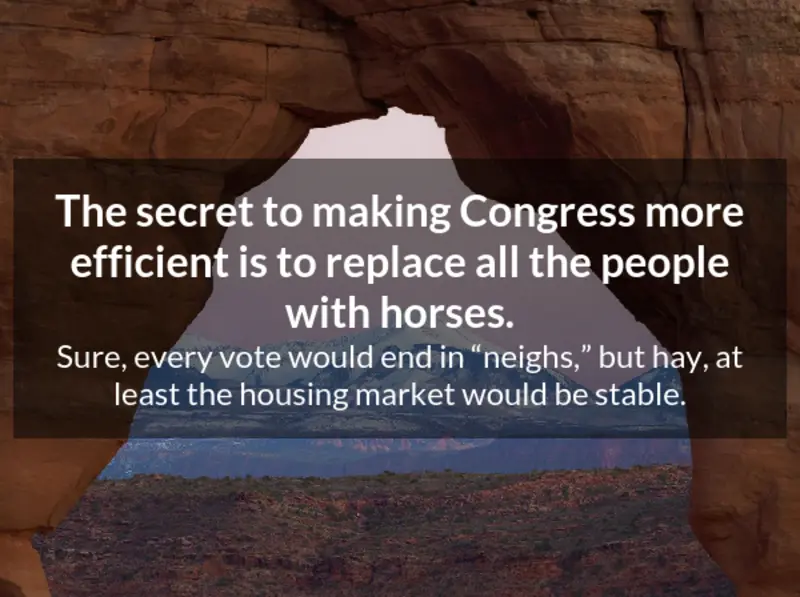 The secret to making Congress more
efficient is to replace all the people
with horses.
Sure, every vote would end in “neighs,” but hay, at
least the housing market would be stable.